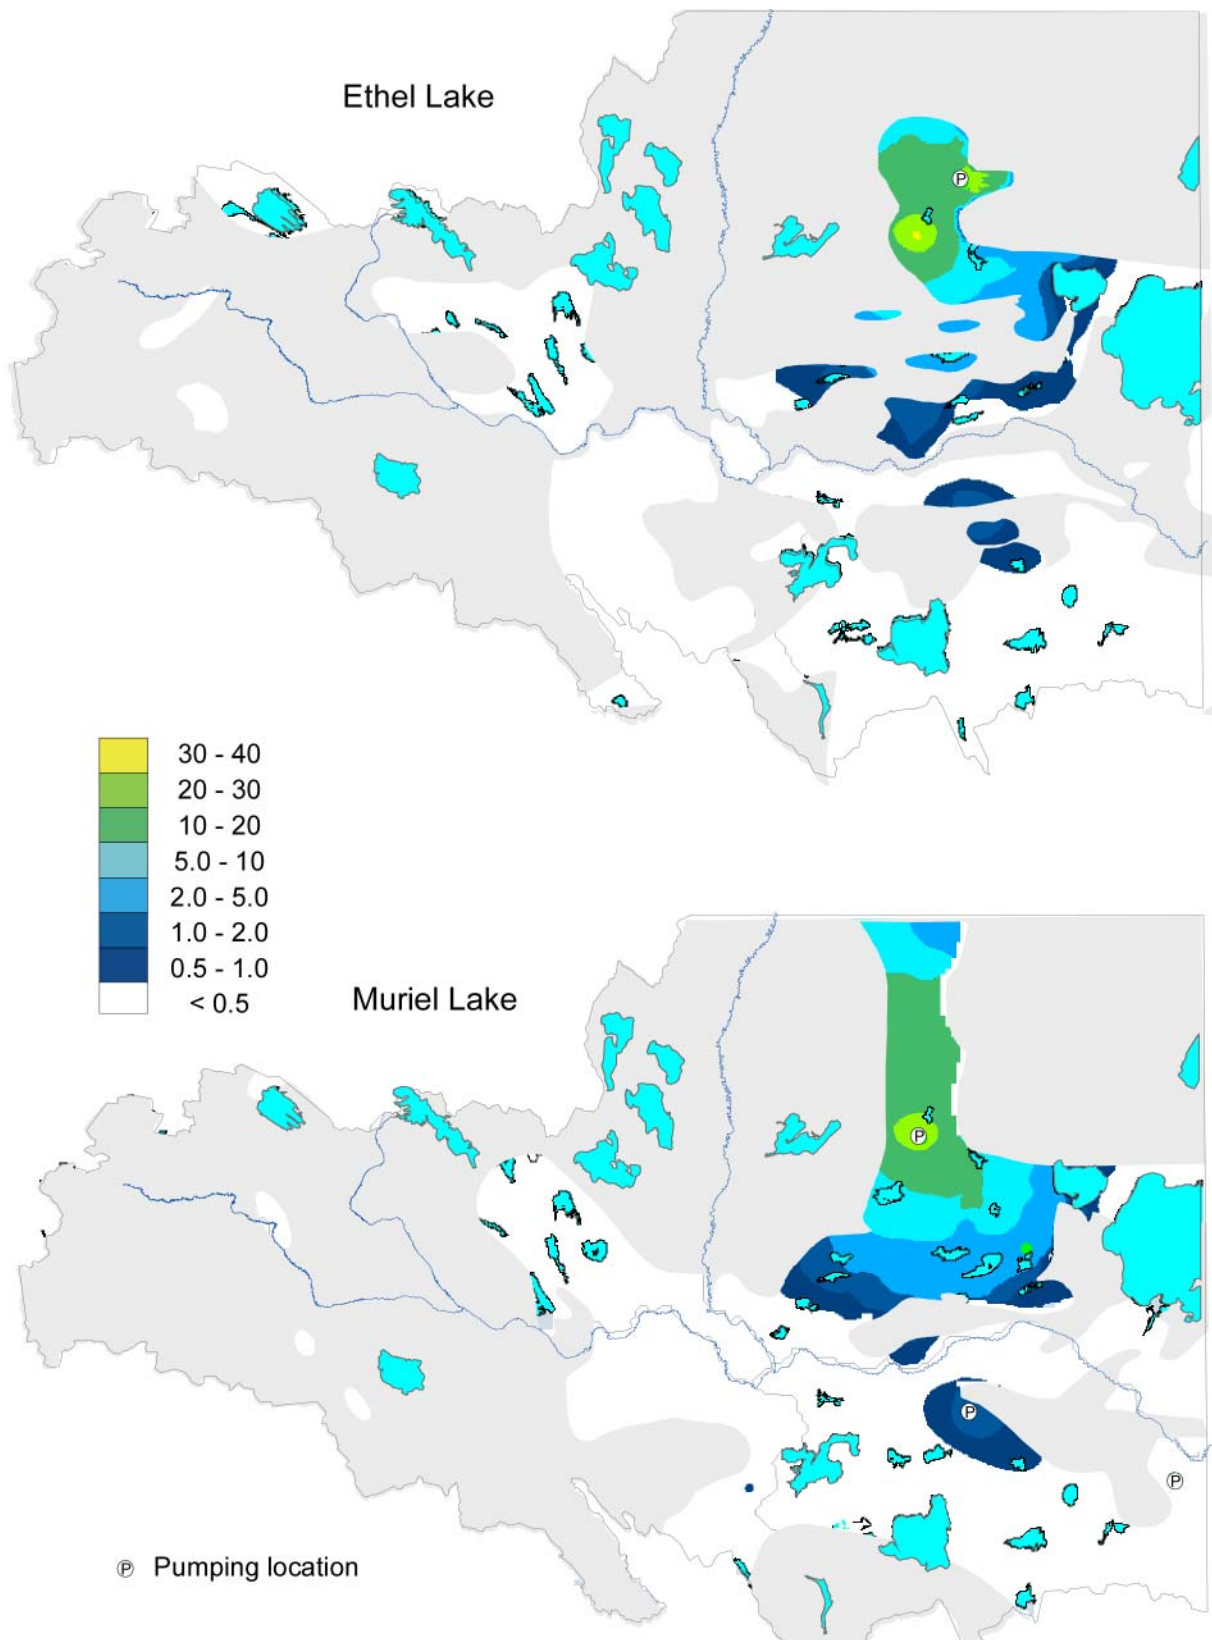 Ethel Lake
P
30 - 40
20 - 30
10 - 20
5.0 - 10
2.0 - 5.0
1.0 - 2.0
0.5 - 1.0
< 0.5
Muriel Lake
P
P
P
P Pumping location